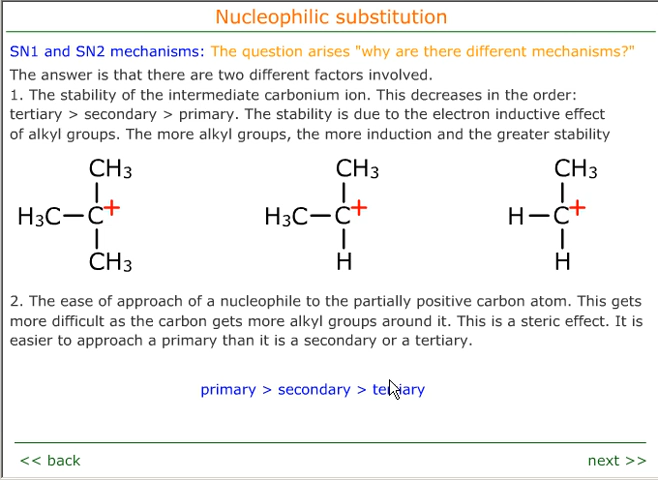 Nucleophilic substitution
SN1 and SN2 mechanisms: The question arises "why are there different mechanisms?"
The answer is that there are two different factors involved.
1. The stability of the intermediate carbonium ion. This decreases in the order:
tertiary > secondary > primary. The stability is due to the electron inductive effect
of alkyl groups. The more alkyl groups, the more induction and the greater stability
CH3 CH3 CH3
H3C—C+ H3C—C+ H—C+
CH3 H H
2. The ease of approach of a nucleophile to the partially positive carbon atom. This gets
more difficult as the carbon gets more alkyl groups around it. This is a steric effect. It is
easier to approach a primary than it is a secondary or a tertiary.
primary > secondary > tertiary
<< back next >>